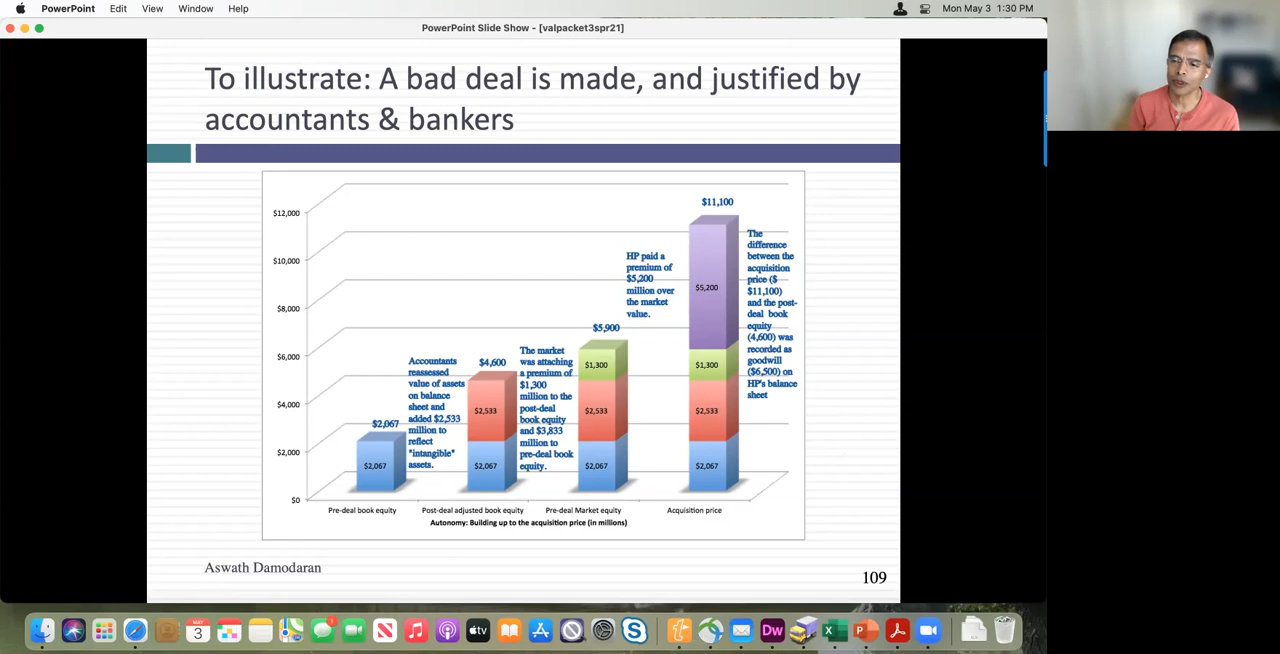 PowerPoint Edit View Window Help
Mon May 3 1:30 PM
PowerPoint Slide Show - [valpacket3spr21]
To illustrate: A bad deal is made, and justified by
accountants & bankers
$12,000
$10,000
$8,000
$6,000
$4,000
$2,000
$0
$2,067
$2,067
Accountants
reassessed
value of assets
on balance
sheet and
added $2,533
million to
reflect
"intangible"
assets.
$4,600
$2,533
$2,067
The market
was attaching
a premium of
$1,300
million to the
post-deal
book equity
and $3,833
million to
pre-deal book
equity.
$5,900
$1,300
$2,533
$2,067
HP paid a
premium of
$5,200
million over
the market
value.
$11,100
$5,200
$1,300
$2,533
$2,067
The
difference
between the
acquisition
price ($
$11,100)
and the post-
deal book
equity
(4,600) was
recorded as
goodwill
($6,500) on
HP's balance
sheet
Pre-deal book equity
Post-deal adjusted book equity
Pre-deal Market equity
Acquisition price
Autonomy: Building up to the acquisition price (in millions)
Aswath Damodaran
109
MAY
3
tv
Dw
X
P